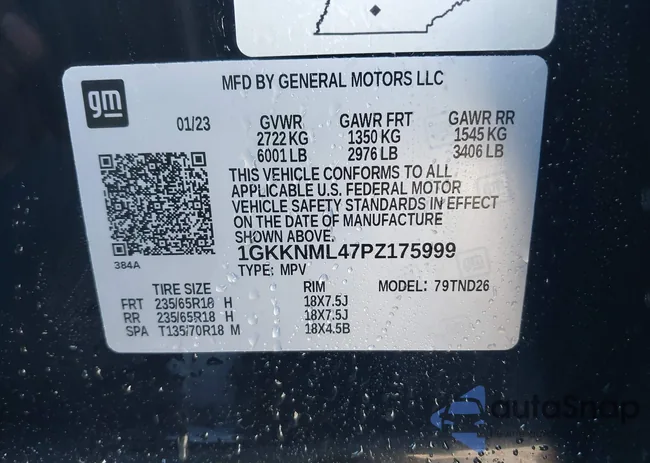 MFD BY GENERAL MOTORS LLC
gm
01/23 GVWR GAWR FRT GAWR RR
2722 KG 1350 KG 1545 KG
6001 LB 2976 LB 3406 LB
THIS VEHICLE CONFORMS TO ALL
APPLICABLE U.S. FEDERAL MOTOR
VEHICLE SAFETY STANDARDS IN EFFECT
ON THE DATE OF MANUFACTURE
SHOWN ABOVE.
1GKKNML47PZ175999
384A
TYPE: MPV
TIRE SIZE RIM MODEL: 79TND26
FRT 235/65R18 H 18X7.5J
RR 235/65R18 H 18X7.5J
SPA T135/70R18 M 18X4.5B
autoSnap